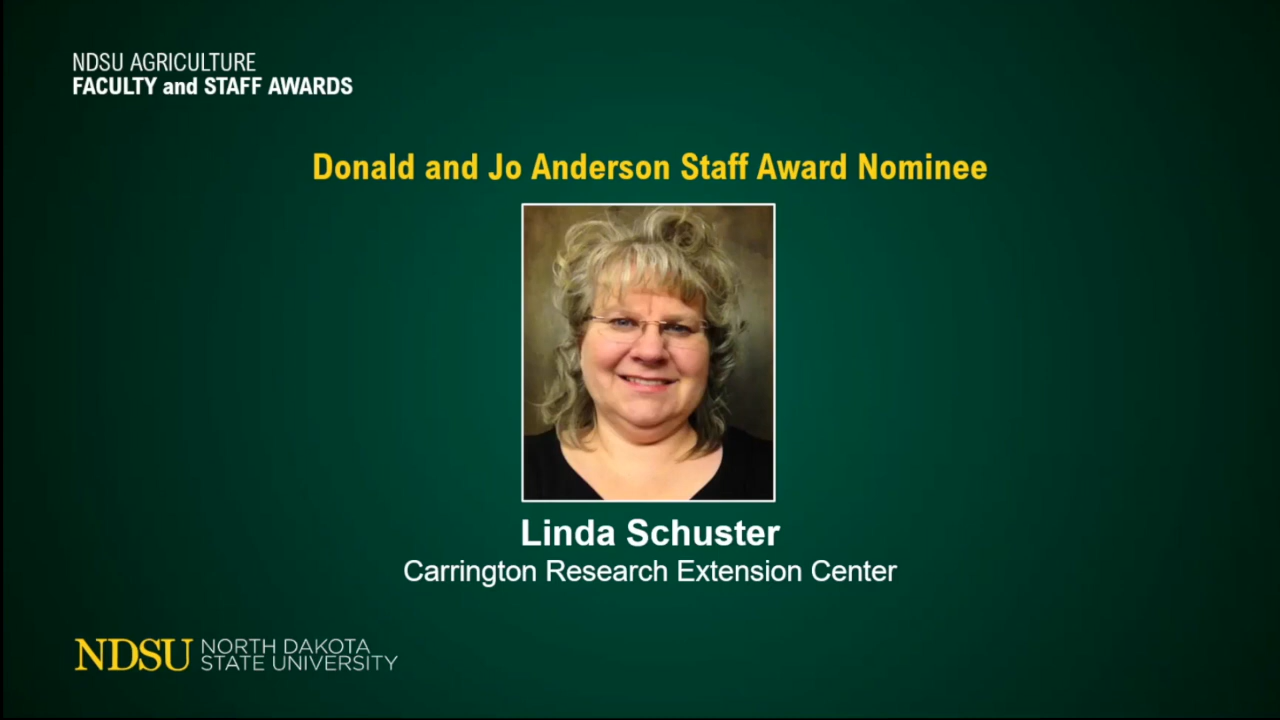 NDSU AGRICULTURE
FACULTY and STAFF AWARDS
Donald and Jo Anderson Staff Award Nominee
Linda Schuster
Carrington Research Extension Center
NDSU NORTH DAKOTA
STATE UNIVERSITY